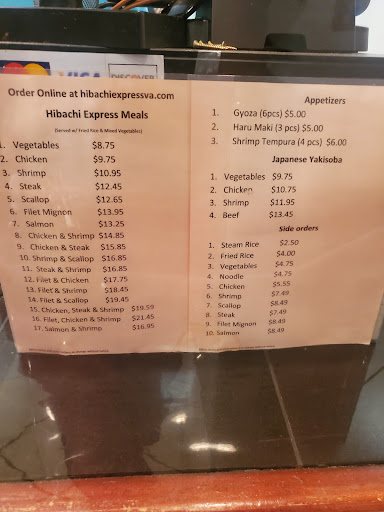 MasterCard
VISA
DISCOVER
Order Online at hibachiexpressva.com
Hibachi Express Meals
(Served w/ Fried Rice & Mixed Vegetables)
1. Vegetables $8.75
2. Chicken $9.75
3. Shrimp $10.95
4. Steak $12.45
5. Scallop $12.65
6. Filet Mignon $13.95
7. Salmon $13.25
8. Chicken & Shrimp $14.85
9. Chicken & Steak $15.85
10. Shrimp & Scallop $16.85
11. Steak & Shrimp $16.85
12. Filet & Chicken $17.75
13. Filet & Shrimp $18.45
14. Filet & Scallop $19.45
15. Chicken, Steak & Shrimp $19.59
16. Filet, Chicken & Shrimp $21.45
17. Salmon & Shrimp $16.95
Appetizers
1. Gyoza (6pcs) $5.00
2. Haru Maki (3 pcs) $5.00
3. Shrimp Tempura (4 pcs) $6.00
Japanese Yakisoba
1. Vegetables $9.75
2. Chicken $10.75
3. Shrimp $11.95
4. Beef $13.45
Side orders
1. Steam Rice $2.50
2. Fried Rice $4.00
3. Vegetables $4.75
4. Noodle $4.75
5. Chicken $5.55
6. Shrimp $7.49
7. Scallop $8.49
8. Steak $7.49
9. Filet Mignon $8.49
10. Salmon $8.49